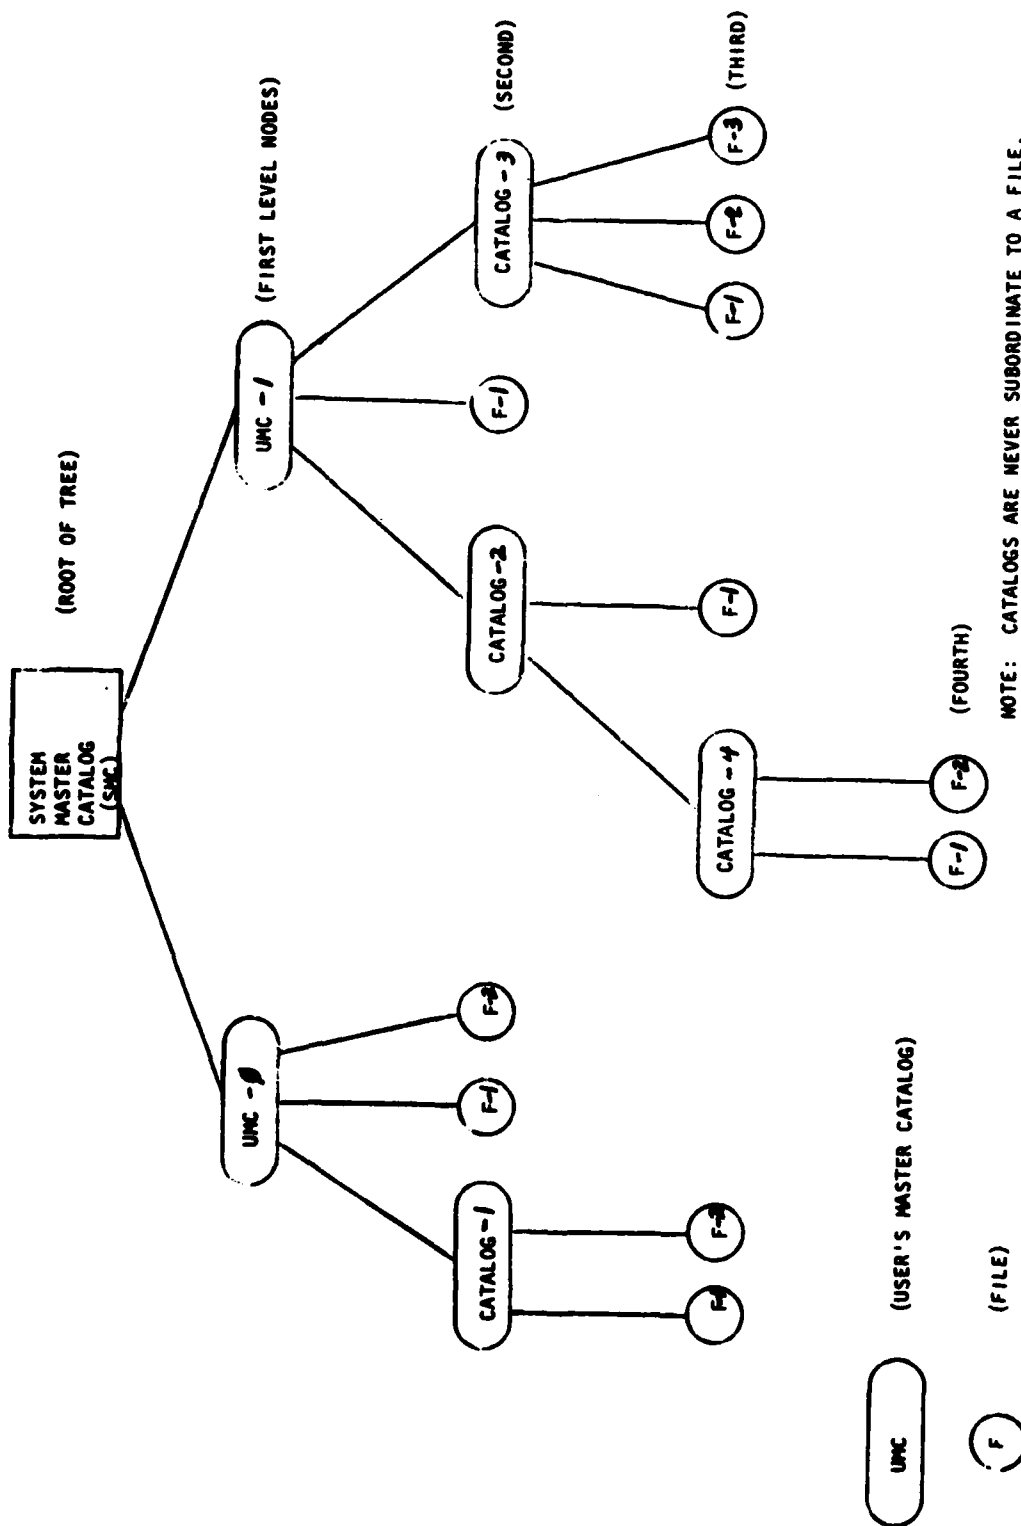 SYSTEM
MASTER
CATALOG
(SMC)
(ROOT OF TREE)
UMC -
UMC -1
(FIRST LEVEL NODES)
CATALOG-1
F-1
F-2
CATALOG-2
F-1
CATALOG-3
(SECOND)
CATALOG-4
F-1
F-1
F-2
F-3
(THIRD)
F-1
F-2
(FOURTH)
UMC
(USER'S MASTER CATALOG)
F
(FILE)
NOTE: CATALOGS ARE NEVER SUBORDINATE TO A FILE.